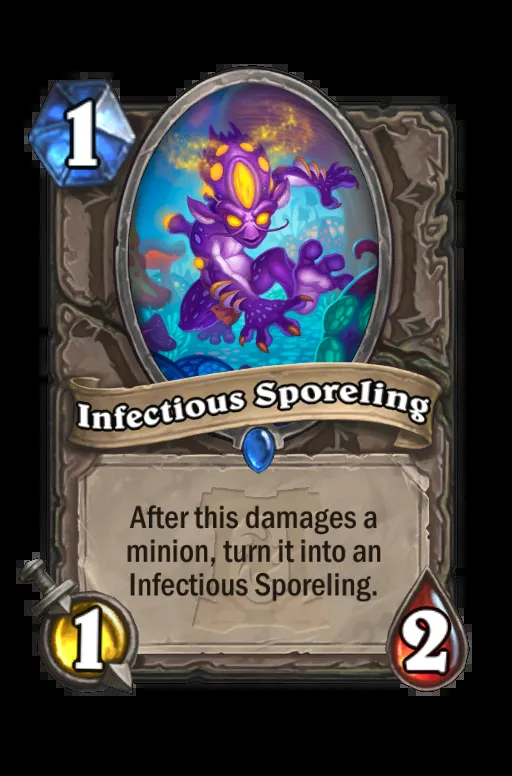 1
Infectious Sporeling
After this damages a
minion, turn it into an
Infectious Sporeling.
1
2